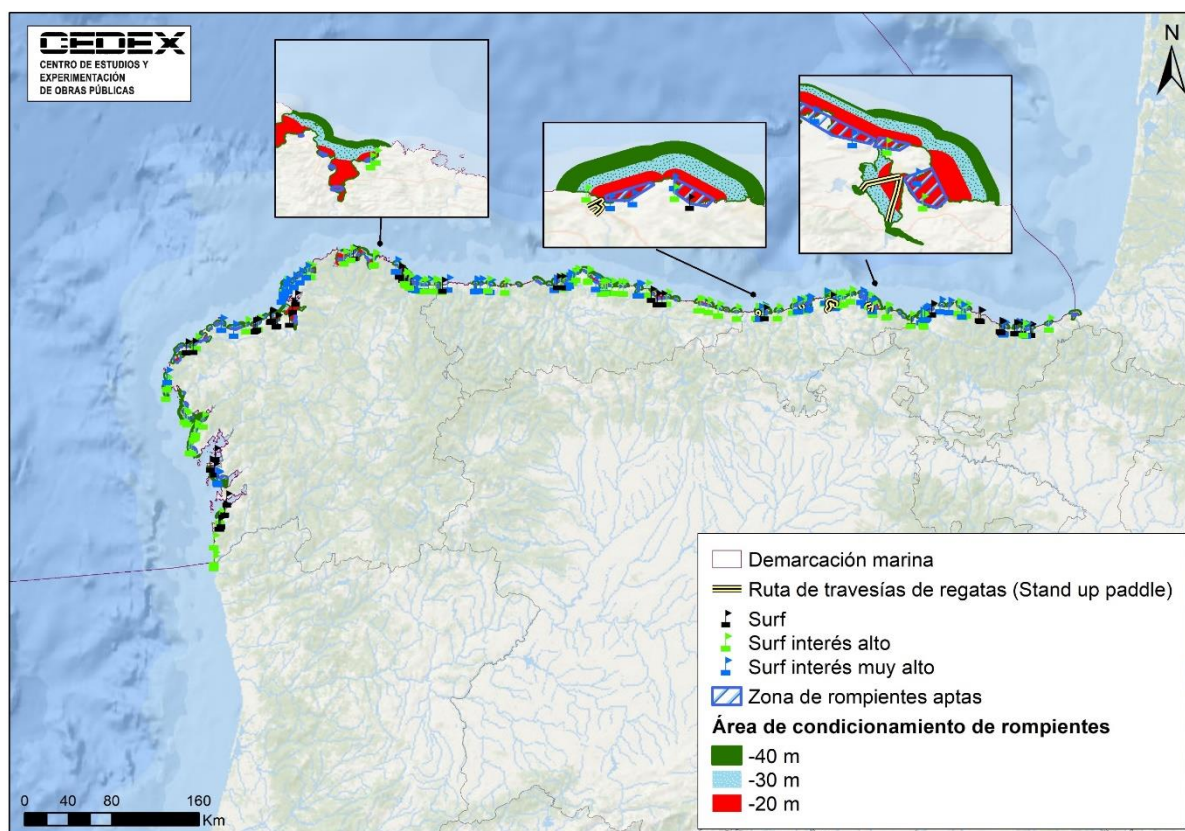 CEDEX
CENTRO DE ESTUDIOS Y
EXPERIMENTACIÓN
DE OBRAS PÚBLICAS
N
Demarcación marina
Ruta de travesías de regatas (Stand up paddle)
Surf
Surf interés alto
Surf interés muy alto
Zona de rompientes aptas
Área de condicionamiento de rompientes
-40 m
-30 m
-20 m
0 40 80 160
Km